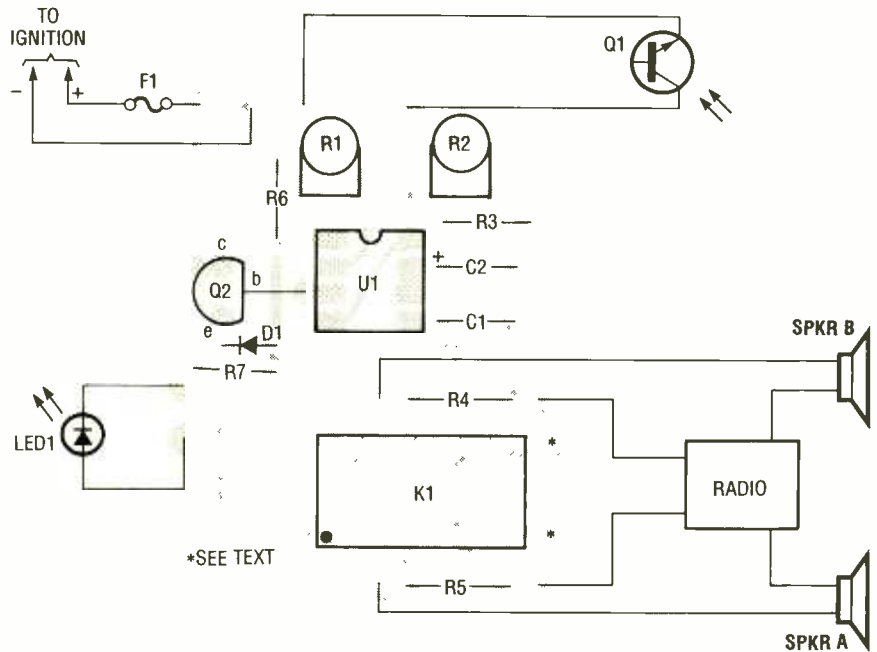 TO
IGNITION
− +
F1
Q1
R1
R2
R6
R3
c
Q2
b
e
U1
+
C2
C1
D1
R7
SPKR B
R4
LED1
*
K1
RADIO
*
*SEE TEXT
R5
SPKR A